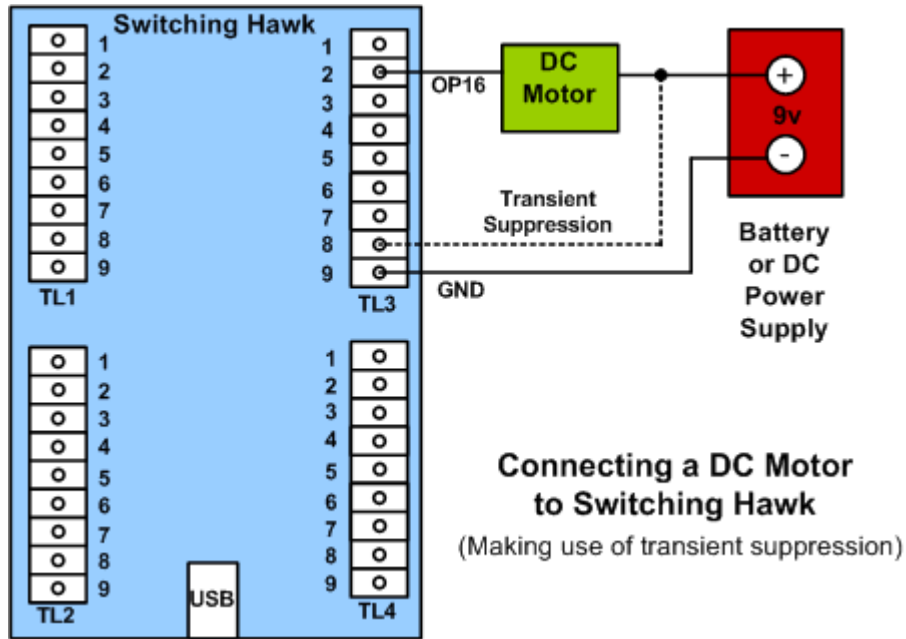 Switching Hawk
1
2
3
4
5
6
7
8
9
TL1
1
2
3
4
5
6
7
8
9
TL3
OP16
DC
Motor
+
9v
-
Transient
Suppression
GND
Battery
or DC
Power
Supply
1
2
3
4
5
6
7
8
9
TL2
USB
1
2
3
4
5
6
7
8
9
TL4
Connecting a DC Motor
to Switching Hawk
(Making use of transient suppression)